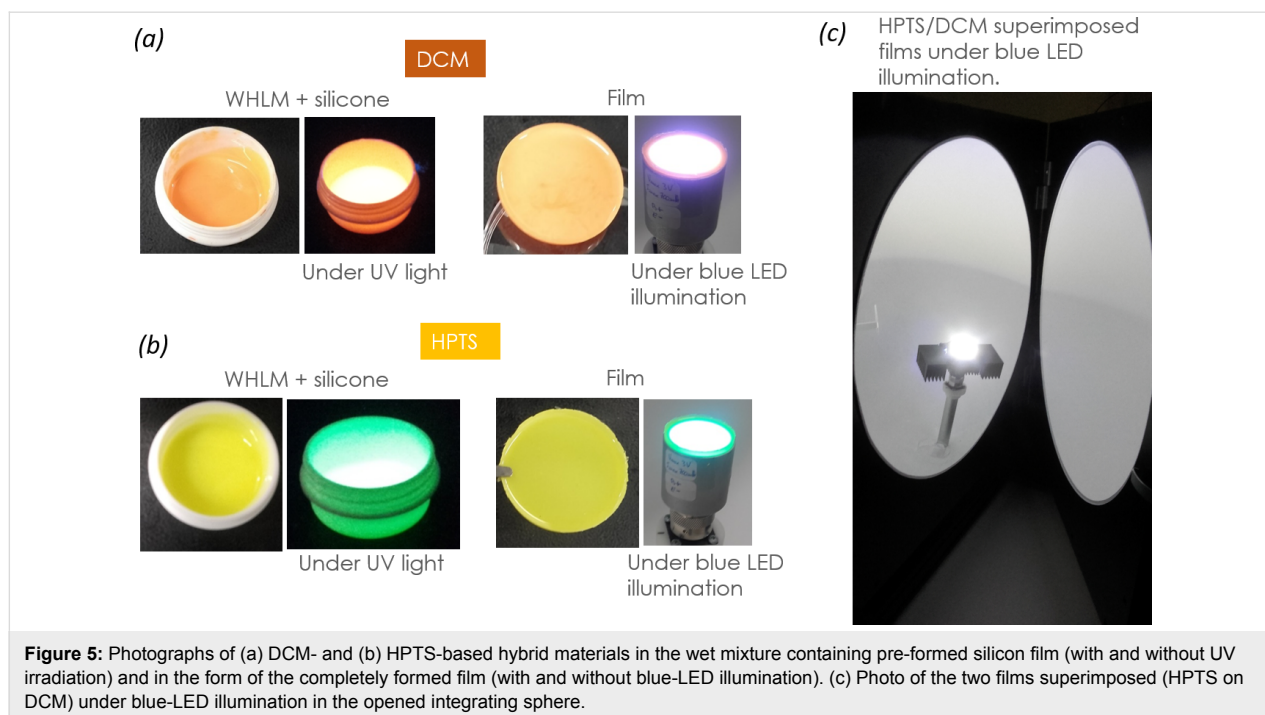 (a)
DCM
WHLM + silicone
Film
Under UV light
Under blue LED
illumination
(b)
HPTS
WHLM + silicone
Film
Under UV light
Under blue LED
illumination
(c)
HPTS/DCM superimposed
films under blue LED
illumination.
Figure 5: Photographs of (a) DCM- and (b) HPTS-based hybrid materials in the wet mixture containing pre-formed silicon film (with and without UV
irradiation) and in the form of the completely formed film (with and without blue-LED illumination). (c) Photo of the two films superimposed (HPTS on
DCM) under blue-LED illumination in the opened integrating sphere.